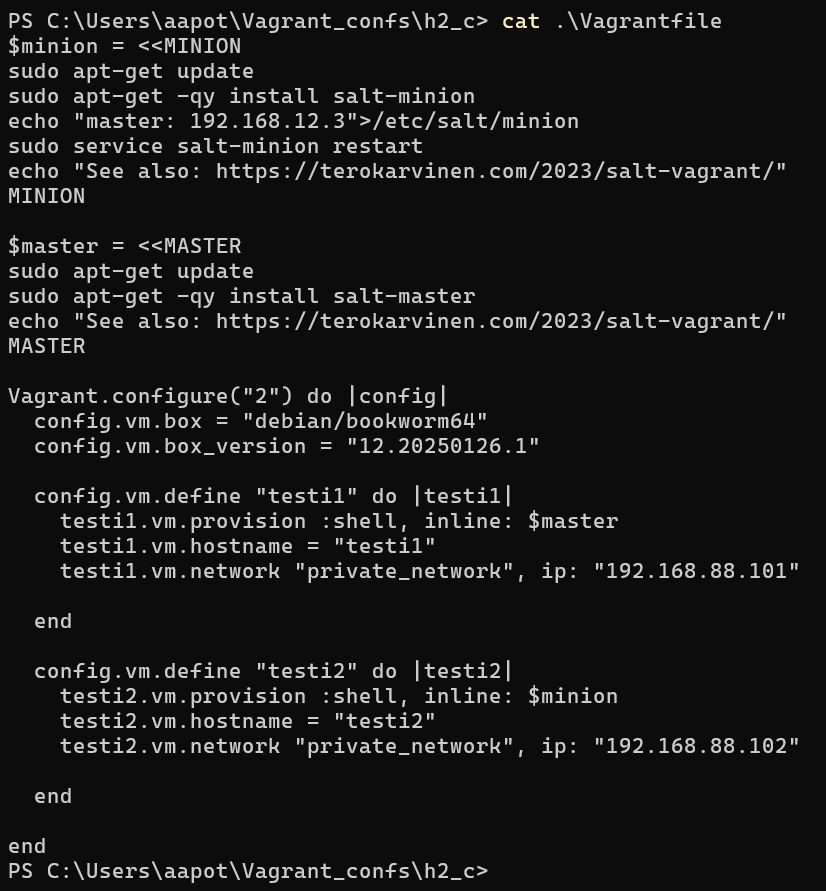 PS C:\Users\aapot\Vagrant_confs\h2_c> cat .\Vagrantfile
$minion = <<MINION
sudo apt-get update
sudo apt-get -qy install salt-minion
echo "master: 192.168.12.3">/etc/salt/minion
sudo service salt-minion restart
echo "See also: https://terokarvinen.com/2023/salt-vagrant/"
MINION

$master = <<MASTER
sudo apt-get update
sudo apt-get -qy install salt-master
echo "See also: https://terokarvinen.com/2023/salt-vagrant/"
MASTER

Vagrant.configure("2") do |config|
  config.vm.box = "debian/bookworm64"
  config.vm.box_version = "12.20250126.1"

  config.vm.define "testi1" do |testi1|
    testi1.vm.provision :shell, inline: $master
    testi1.vm.hostname = "testi1"
    testi1.vm.network "private_network", ip: "192.168.88.101"

  end

  config.vm.define "testi2" do |testi2|
    testi2.vm.provision :shell, inline: $minion
    testi2.vm.hostname = "testi2"
    testi2.vm.network "private_network", ip: "192.168.88.102"

  end

end
PS C:\Users\aapot\Vagrant_confs\h2_c>